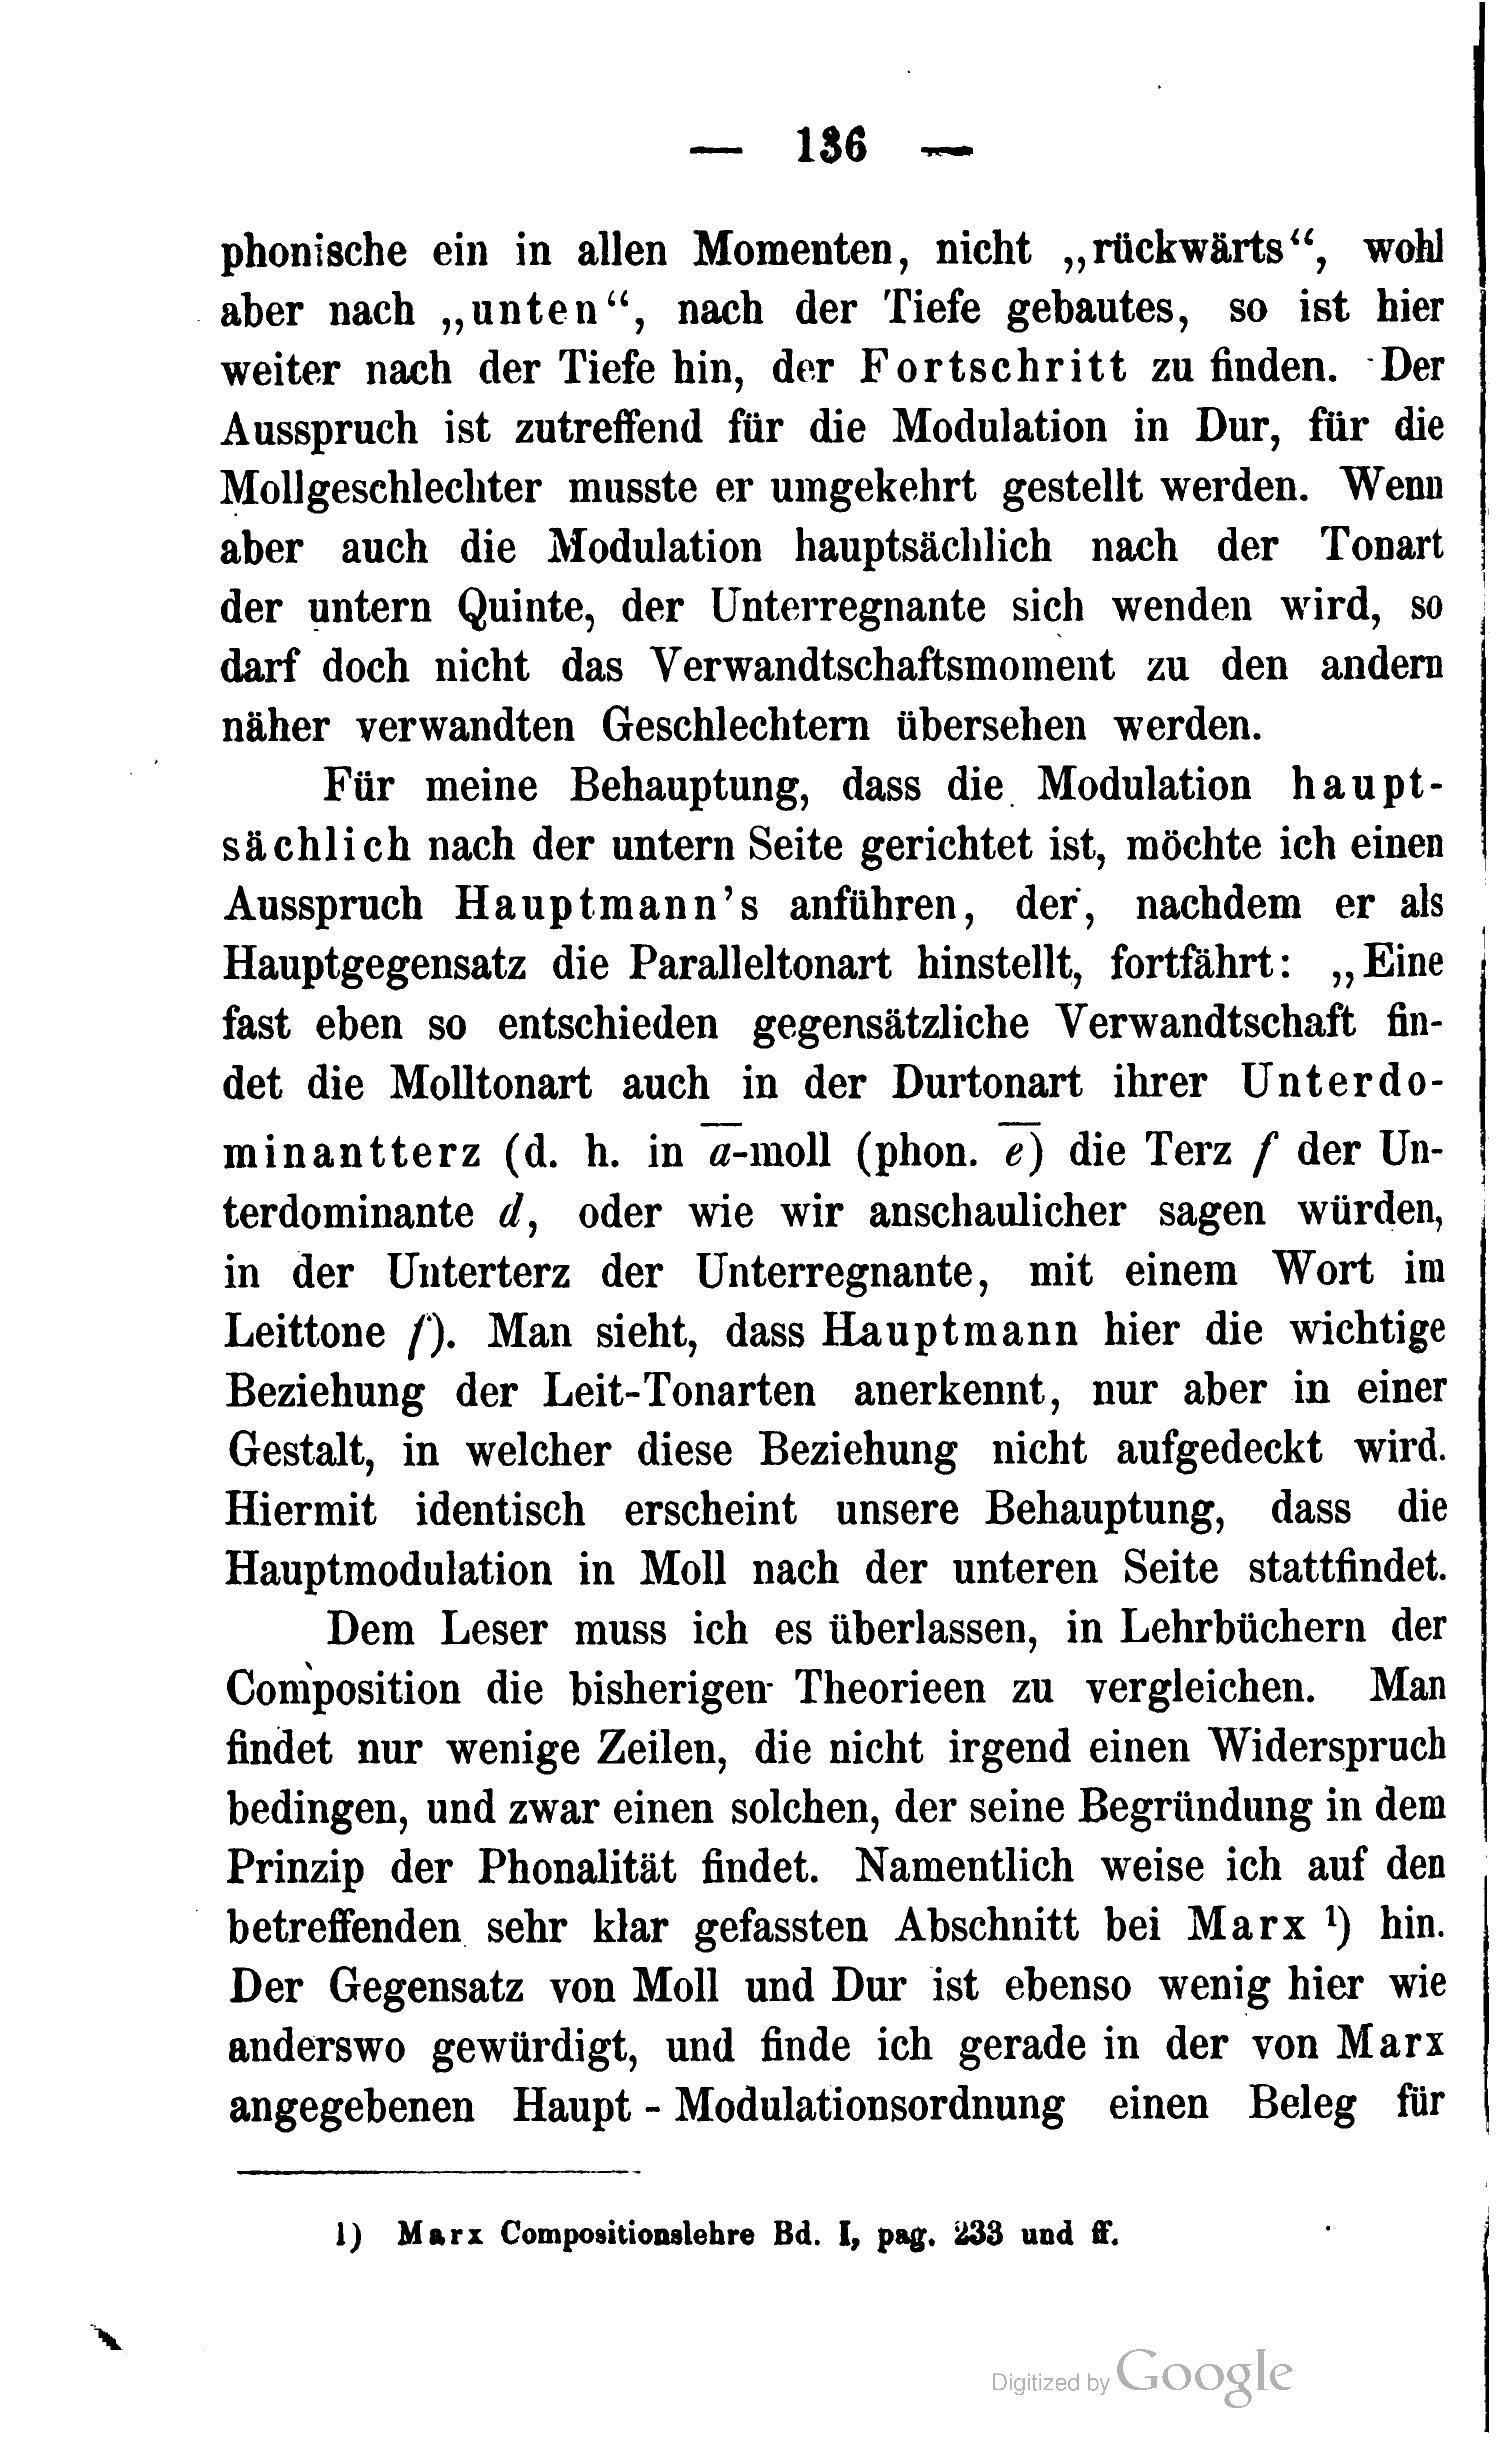 — 136 —
phonische ein in allen Momenten, nicht „rückwärts“, wohl
aber nach „unten“, nach der Tiefe gebautes, so ist hier
weiter nach der Tiefe hin, der Fortschritt zu finden. Der
Ausspruch ist zutreffend für die Modulation in Dur, für die
Mollgeschlechter musste er umgekehrt gestellt werden. Wenn
aber auch die Modulation hauptsächlich nach der Tonart
der untern Quinte, der Unterregnante sich wenden wird, so
darf doch nicht das Verwandtschaftsmoment zu den andern
näher verwandten Geschlechtern übersehen werden.
Für meine Behauptung, dass die Modulation haupt-
sächlich nach der untern Seite gerichtet ist, möchte ich einen
Ausspruch Hauptmann's anführen, der, nachdem er als
Hauptgegensatz die Paralleltonart hinstellt, fortfährt: „Eine
fast eben so entschieden gegensätzliche Verwandtschaft fin-
det die Molltonart auch in der Durtonart ihrer Unterdo-
minantterz (d. h. in a̅-moll (phon. e̅) die Terz f der Un-
terdominante d, oder wie wir anschaulicher sagen würden,
in der Unterterz der Unterregnante, mit einem Wort im
Leittone f). Man sieht, dass Hauptmann hier die wichtige
Beziehung der Leit-Tonarten anerkennt, nur aber in einer
Gestalt, in welcher diese Beziehung nicht aufgedeckt wird.
Hiermit identisch erscheint unsere Behauptung, dass die
Hauptmodulation in Moll nach der unteren Seite stattfindet.
Dem Leser muss ich es überlassen, in Lehrbüchern der
Composition die bisherigen Theorieen zu vergleichen. Man
findet nur wenige Zeilen, die nicht irgend einen Widerspruch
bedingen, und zwar einen solchen, der seine Begründung in dem
Prinzip der Phonalität findet. Namentlich weise ich auf den
betreffenden sehr klar gefassten Abschnitt bei Marx ¹) hin.
Der Gegensatz von Moll und Dur ist ebenso wenig hier wie
anderswo gewürdigt, und finde ich gerade in der von Marx
angegebenen Haupt - Modulationsordnung einen Beleg für
1) Marx Compositionslehre Bd. I, pag. 233 und ff.
Digitized by Google